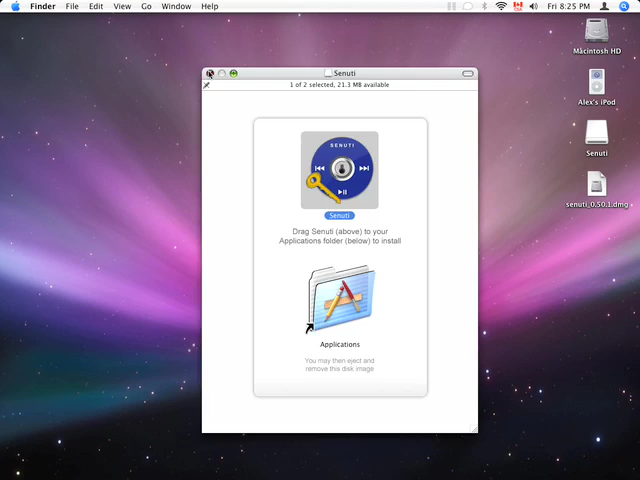 Finder File Edit View Go Window Help
Fri 8:25 PM
Senuti
1 of 2 selected, 21.3 MB available
SENUTI
Senuti
Drag Senuti (above) to your
Applications folder (below) to install
Applications
You may then eject and
remove this disk image
Macintosh HD
Alex's iPod
Senuti
senuti_0.50.1.dmg